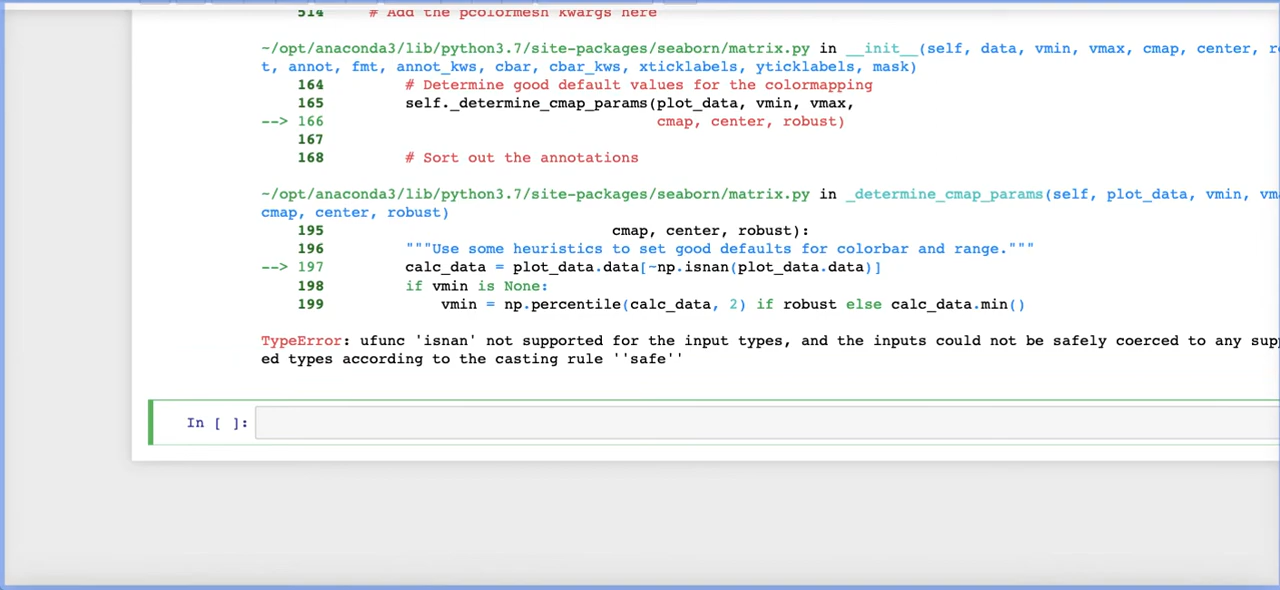 514 # Add the pcolormesh kwargs here
~/opt/anaconda3/lib/python3.7/site-packages/seaborn/matrix.py in __init__(self, data, vmin, vmax, cmap, center,
t, annot, fmt, annot_kws, cbar, cbar_kws, xticklabels, yticklabels, mask)
164 # Determine good default values for the colormapping
165 self._determine_cmap_params(plot_data, vmin, vmax,
--> 166 cmap, center, robust)
167
168 # Sort out the annotations
~/opt/anaconda3/lib/python3.7/site-packages/seaborn/matrix.py in _determine_cmap_params(self, plot_data, vmin,
cmap, center, robust)
195 cmap, center, robust):
196 """Use some heuristics to set good defaults for colorbar and range."""
--> 197 calc_data = plot_data.data[~np.isnan(plot_data.data)]
198 if vmin is None:
199 vmin = np.percentile(calc_data, 2) if robust else calc_data.min()
TypeError: ufunc 'isnan' not supported for the input types, and the inputs could not be safely coerced to any
ed types according to the casting rule ''safe''
In [ ]: